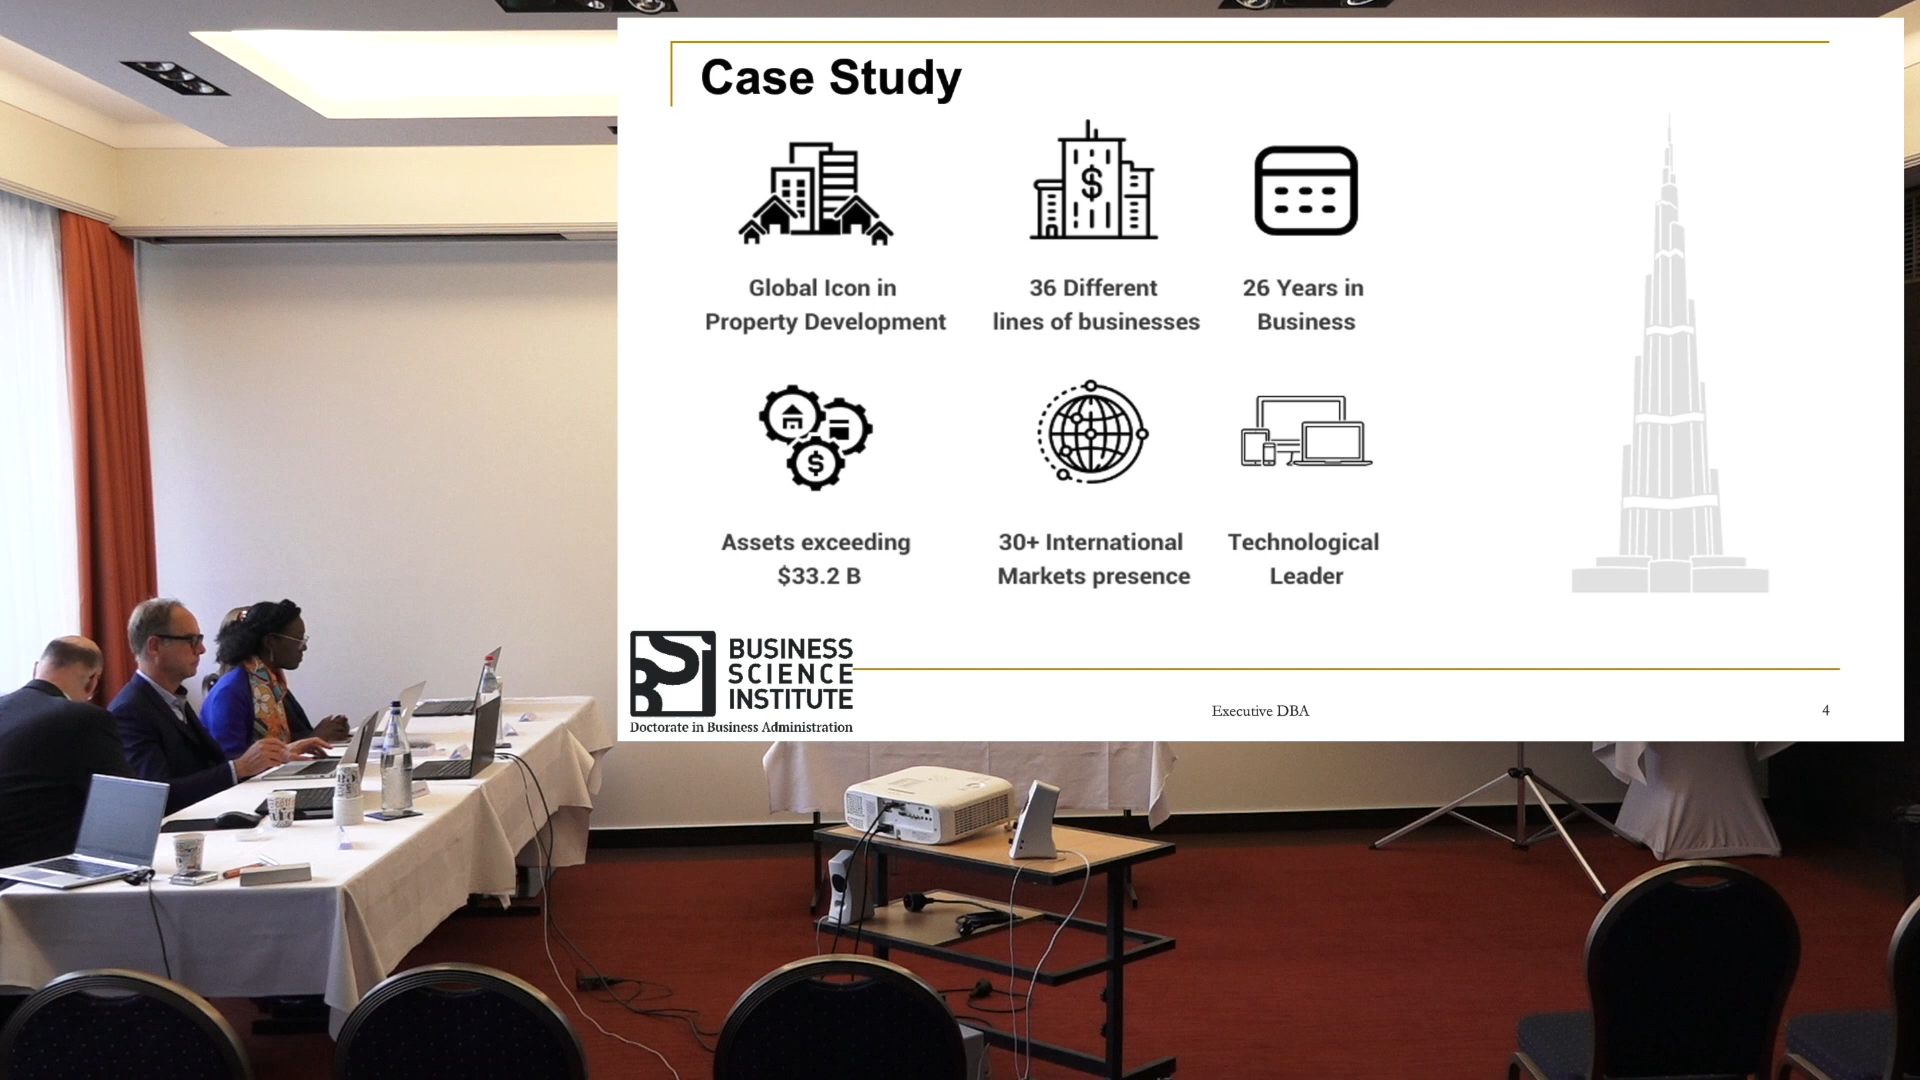 Case Study
Global Icon in
Property Development
36 Different
lines of businesses
26 Years in
Business
Assets exceeding
$33.2 B
30+ International
Markets presence
Technological
Leader
BUSINESS
SCIENCE
INSTITUTE
Doctorate in Business Administration
Executive DBA
4